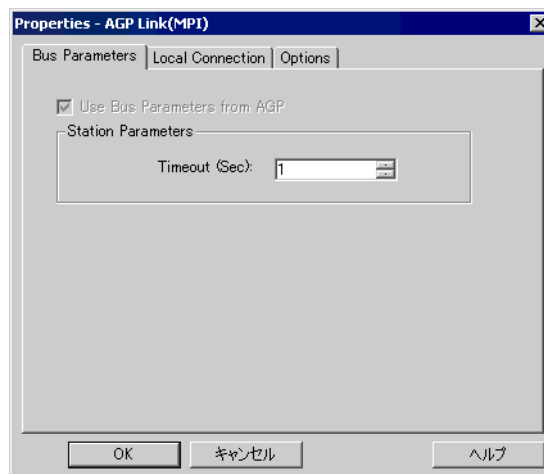 Properties - AGP Link(MPI)
Bus Parameters Local Connection Options
Use Bus Parameters from AGP
Station Parameters
Timeout (Sec): 1
OK キャンセル ヘルプ